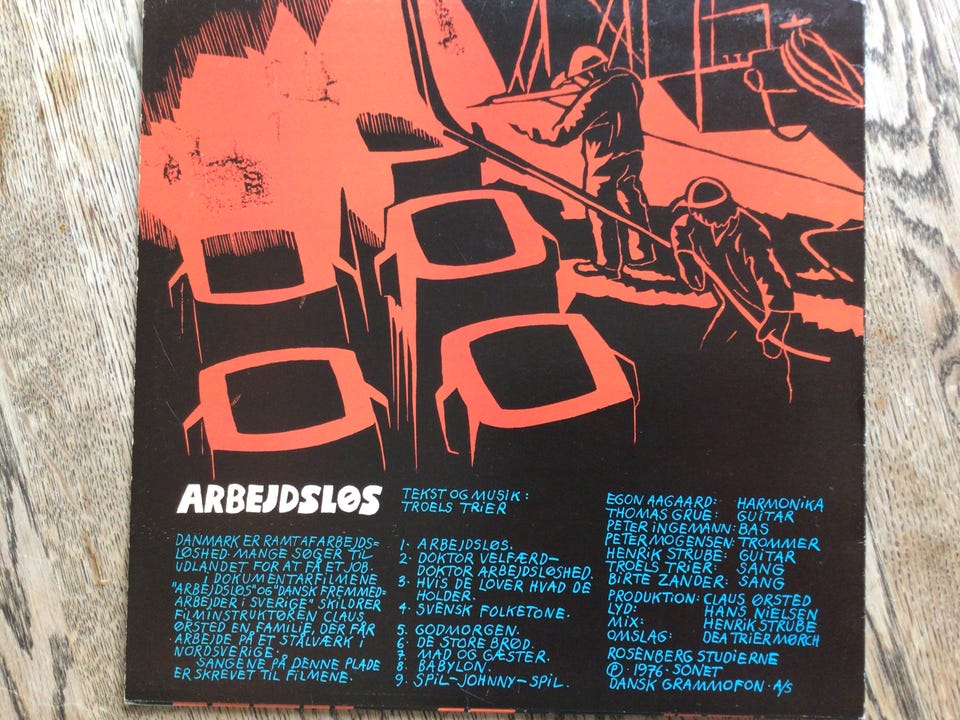 ARBEJDSLØS
DANMARK ER RAMT AF ARBEJDS=
LØSHED. MANGE SØGER TIL
UDLANDET FOR AT FÅ ET JOB.
I DOKUMENTARFILMENE
"ARBEJDSLØS" OG "DANSK FREMMED=
ARBEJDER I SVERIGE" SKILDRER
FILMINSTRUKTØREN CLAUS
ØRSTED EN FAMILIE, DER FÅR
ARBEJDE PÅ ET STÅLVÆRK I
NORDSVERIGE.
SANGENE PÅ DENNE PLADE
ER SKREVET TIL FILMENE.
TEKST OG MUSIK:
TROELS TRIER
1. ARBEJDSLØS.
2. DOKTOR VELFÆRD—
DOKTOR ARBEJDSLØSHED.
3. HVIS DE LOVER HVAD DE
HOLDER.
4. SVENSK FOLKETONE.
5. GODMORGEN.
6. DE STORE BRØD.
7. MAD OG GÆSTER.
8. BABYLON.
9. SPIL-JOHNNY-SPIL.
EGON AAGAARD: HARMONIKA
THOMAS GRUE: GUITAR
PETER INGEMANN: BAS
PETER MOGENSEN: TROMMER
HENRIK STRUBE: GUITAR
TROELS TRIER: SANG
BIRTE ZANDER: SANG
PRODUKTION: CLAUS ØRSTED
LYD: HANS NIELSEN
MIX: HENRIK STRUBE
OMSLAG: DEA TRIER MØRCH
ROSENBERG STUDIERNE
℗ · 1976 · SONET
DANSK GRAMMOFON · A/S